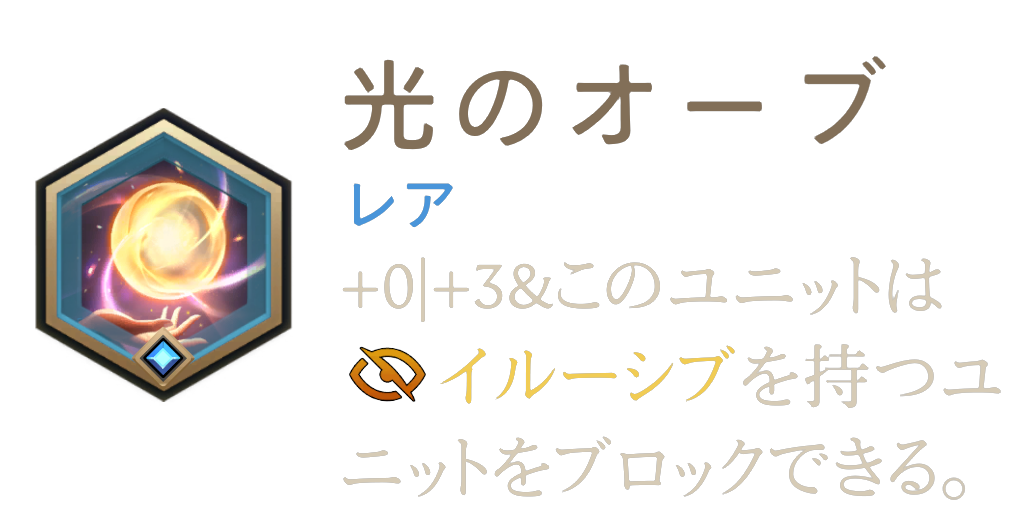 光のオーブ
レア
+0|+3&このユニットは
イルーシブを持つユ
ニットをブロックできる。